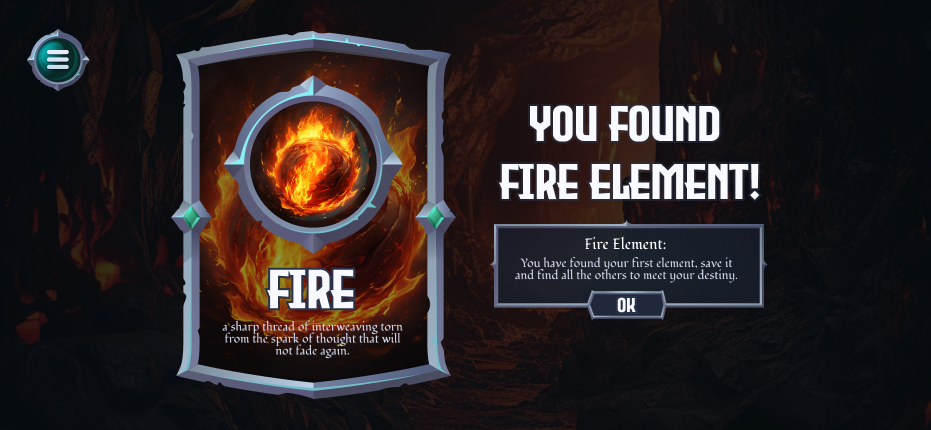 YOU FOUND
FIRE ELEMENT!
Fire Element:
You have found your first element, save it
and find all the others to meet your destiny.
OK
FIRE
a sharp thread of interweaving torn
from the spark of thought that will
not fade again.